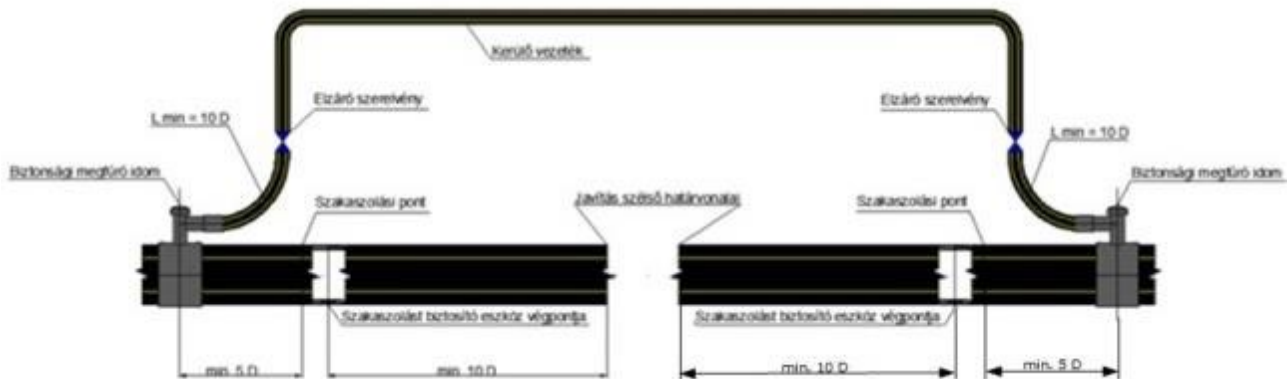 Kerülő vezeték
Elzáró szerelvény
Elzáró szerelvény
L min = 10 D
L min = 10 D
Biztonsági megfúró idom
Biztonsági megfúró idom
Szakaszolási pont
Javítás szélső határvonalai
Szakaszolási pont
Szakaszolást biztosító eszköz végpontja
Szakaszolást biztosító eszköz végpontja
min. 5 D
min. 10 D
min. 10 D
min. 5 D